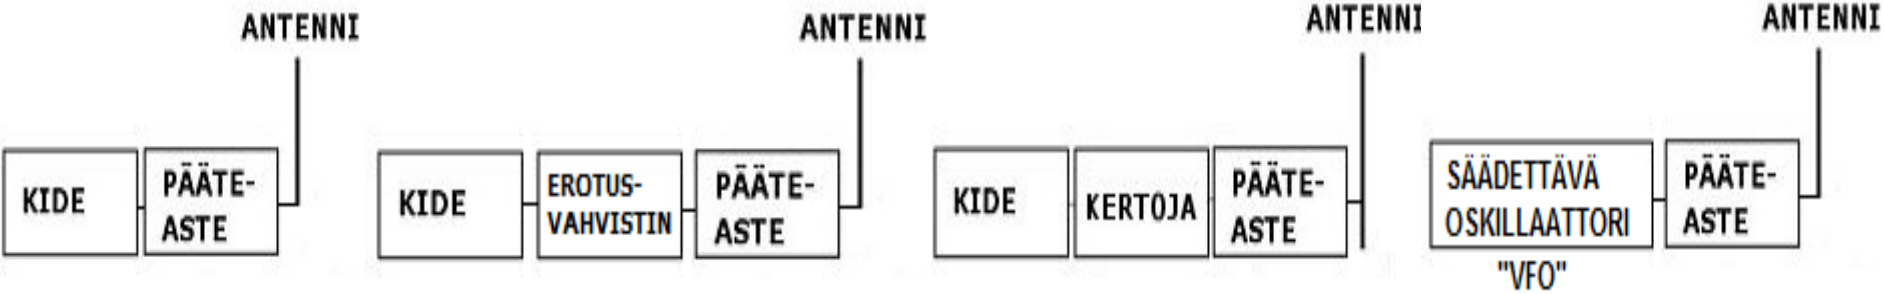 ANTENNI
KIDE
PÄÄTE-
ASTE
ANTENNI
KIDE
EROTUS-
VAHVISTIN
PÄÄTE-
ASTE
ANTENNI
KIDE
KERTOJA
PÄÄTE-
ASTE
ANTENNI
SÄÄDETTÄVÄ
OSKILLAATTORI
"VFO"
PÄÄTE-
ASTE